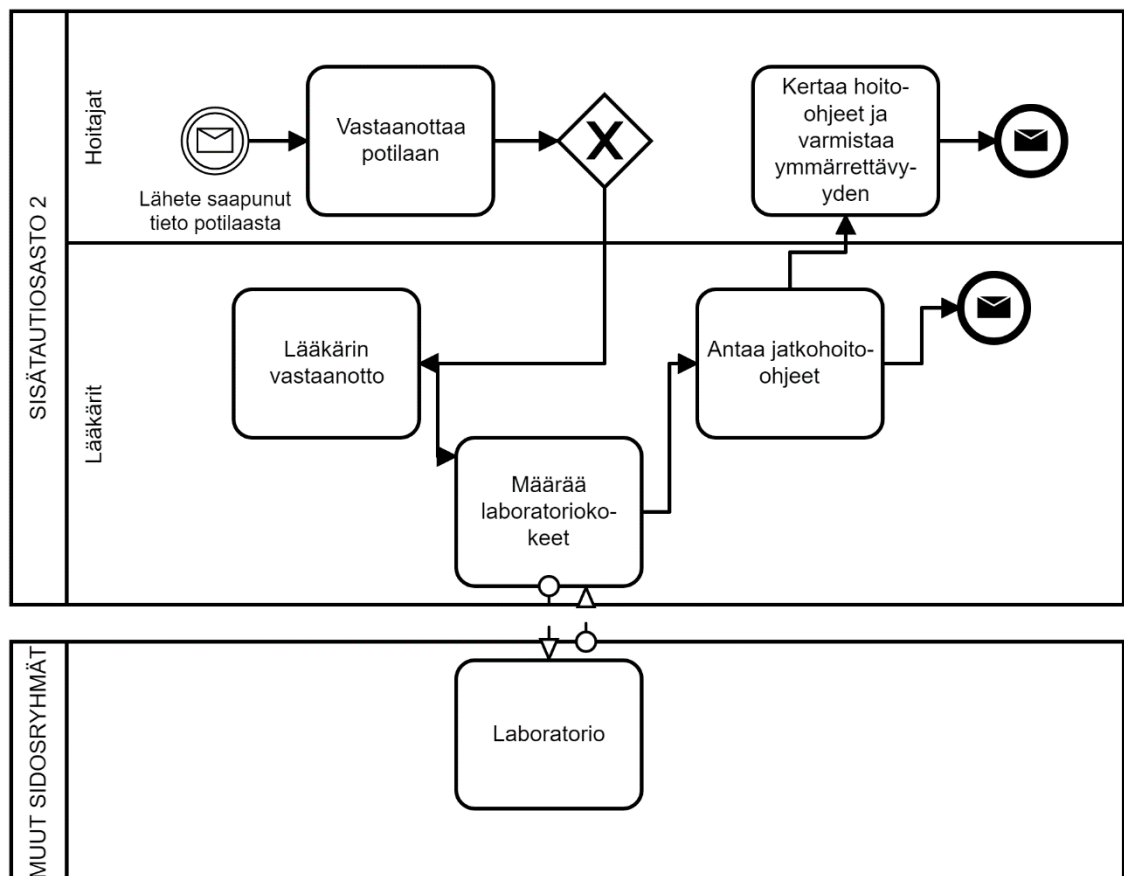 SISÄTAUTIOSASTO 2
Hoitajat
Lähete saapunut
tieto potilaasta
Vastaanottaa
potilaan
X
Kertaa hoito-
ohjeet ja
varmistaa
ymmärrettävy-
yden
Lääkärit
Lääkärin
vastaanotto
Määrää
laboratorioko-
keet
Antaa jatkohoito-
ohjeet
MUUT SIDOSRYHMÄT
Laboratorio